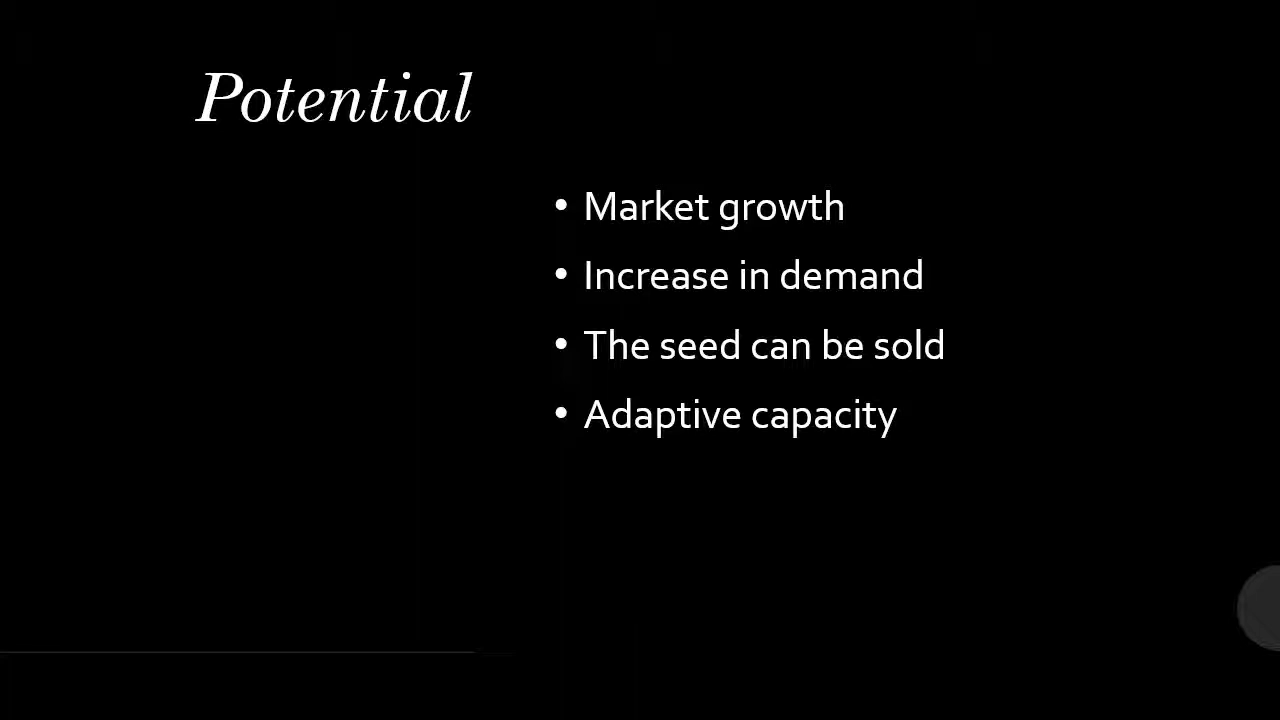 Potential
• Market growth
• Increase in demand
• The seed can be sold
• Adaptive capacity